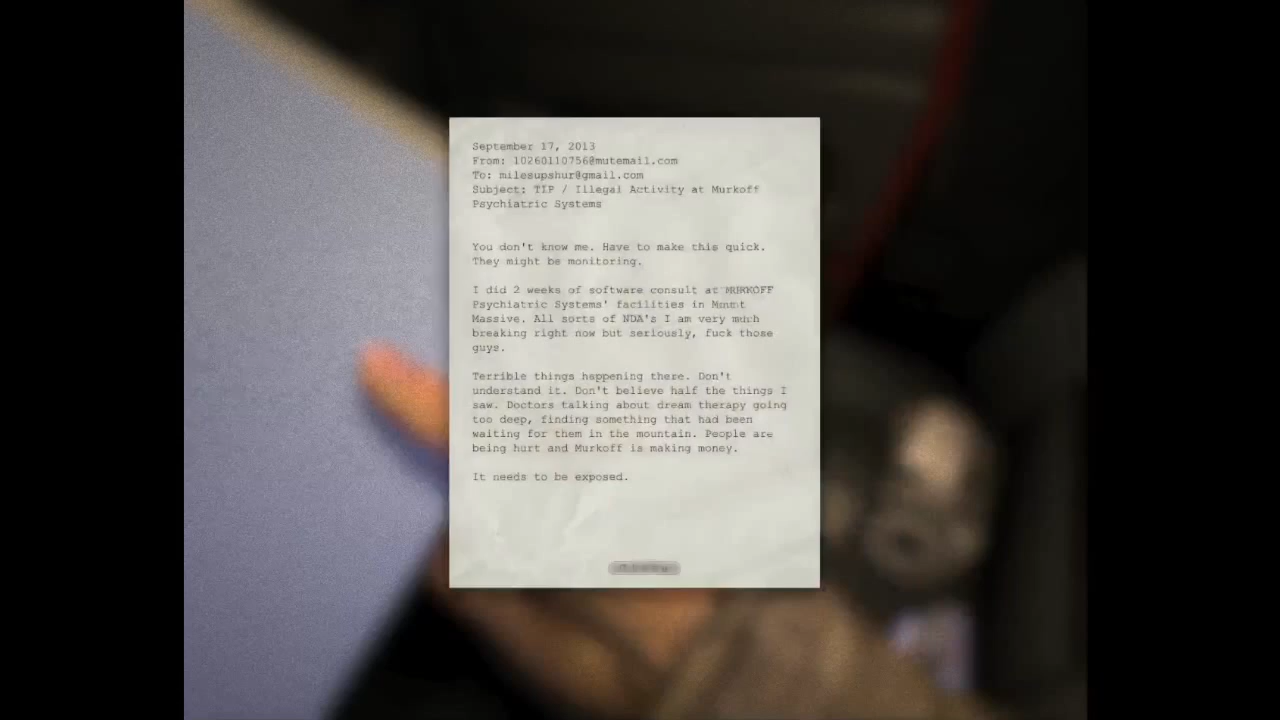 September 17, 2013
From: 10260110756@mutemail.com
To: milesupshur@gmail.com
Subject: TIP / Illegal Activity at Murkoff
Psychiatric Systems
You don't know me. Have to make this quick.
They might be monitoring.
I did 2 weeks of software consult at MURKOFF
Psychiatric Systems' facilities in Mount
Massive. All sorts of NDA's I am very much
breaking right now but seriously, fuck those
guys.
Terrible things happening there. Don't
understand it. Don't believe half the things I
saw. Doctors talking about dream therapy going
too deep, finding something that had been
waiting for them in the mountain. People are
being hurt and Murkoff is making money.
It needs to be exposed.